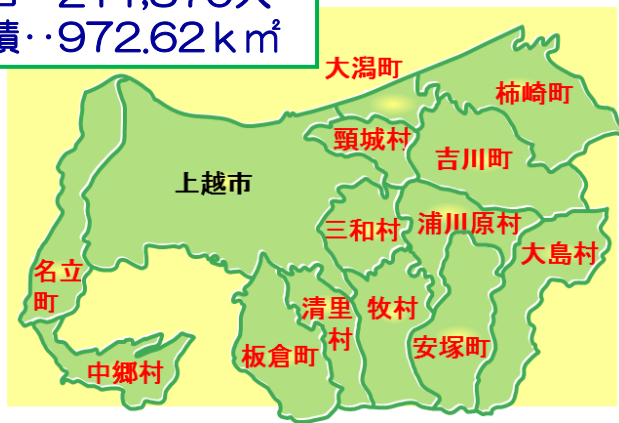 積‥972.62ｋ㎡
大潟町
柿崎町
頸城村
吉川町
上越市
三和村
浦川原村
大島村
名立
町
清里
村
牧村
板倉町
安塚町
中郷村